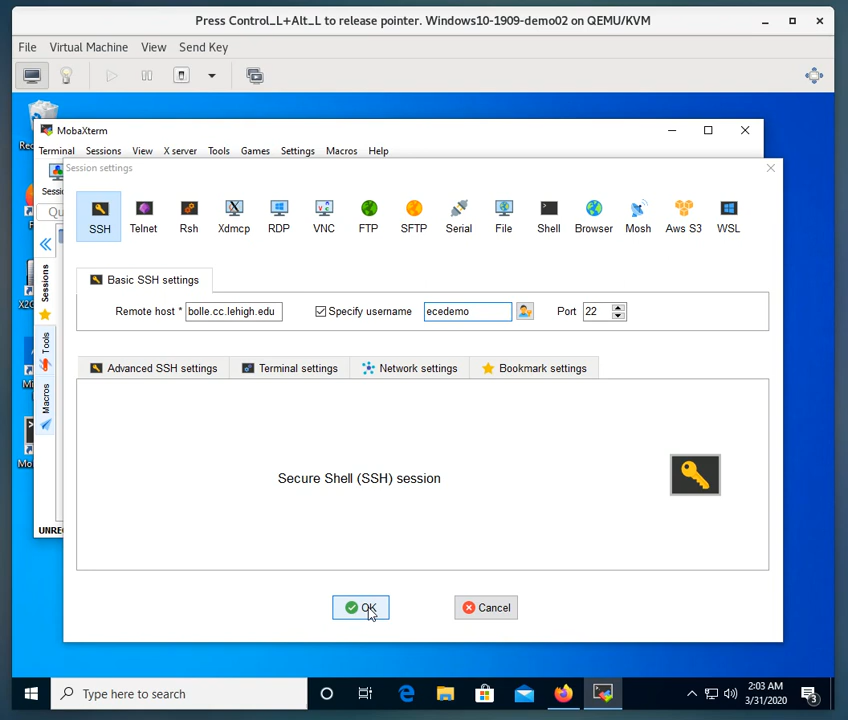 Press Control_L+Alt_L to release pointer. Windows10-1909-demo02 on QEMU/KVM
File Virtual Machine View Send Key
MobaXterm
Terminal Sessions View X server Tools Games Settings Macros Help
Session settings
SSH Telnet Rsh Xdmcp RDP VNC FTP SFTP Serial File Shell Browser Mosh Aws S3 WSL
Sessions
Tools
Macros
Basic SSH settings
Remote host * bolle.cc.lehigh.edu Specify username ecedemo Port 22
Advanced SSH settings Terminal settings Network settings Bookmark settings
Secure Shell (SSH) session
OK Cancel
Type here to search
2:03 AM
3/31/2020
3